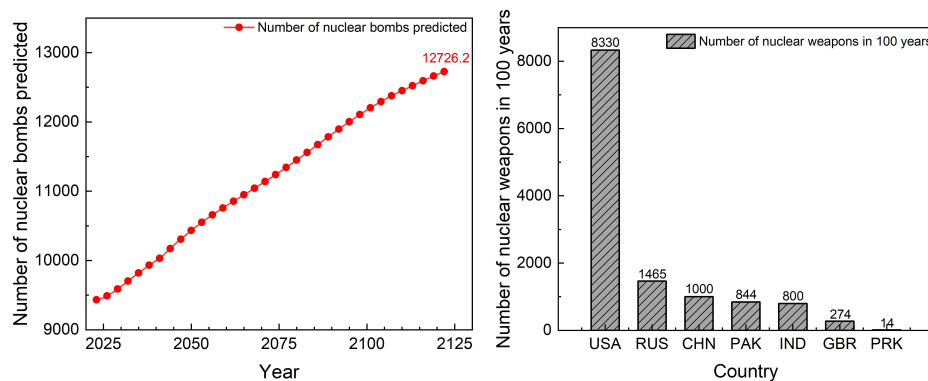 Number of nuclear bombs predicted
12726.2
13000
12000
11000
10000
9000
Number of nuclear bombs predicted
2025 2050 2075 2100 2125
Year
Number of nuclear weapons in 100 years
8330
1465
1000
844
800
274
14
8000
6000
4000
2000
0
Number of nuclear weapons in 100 years
USA RUS CHN PAK IND GBR PRK
Country